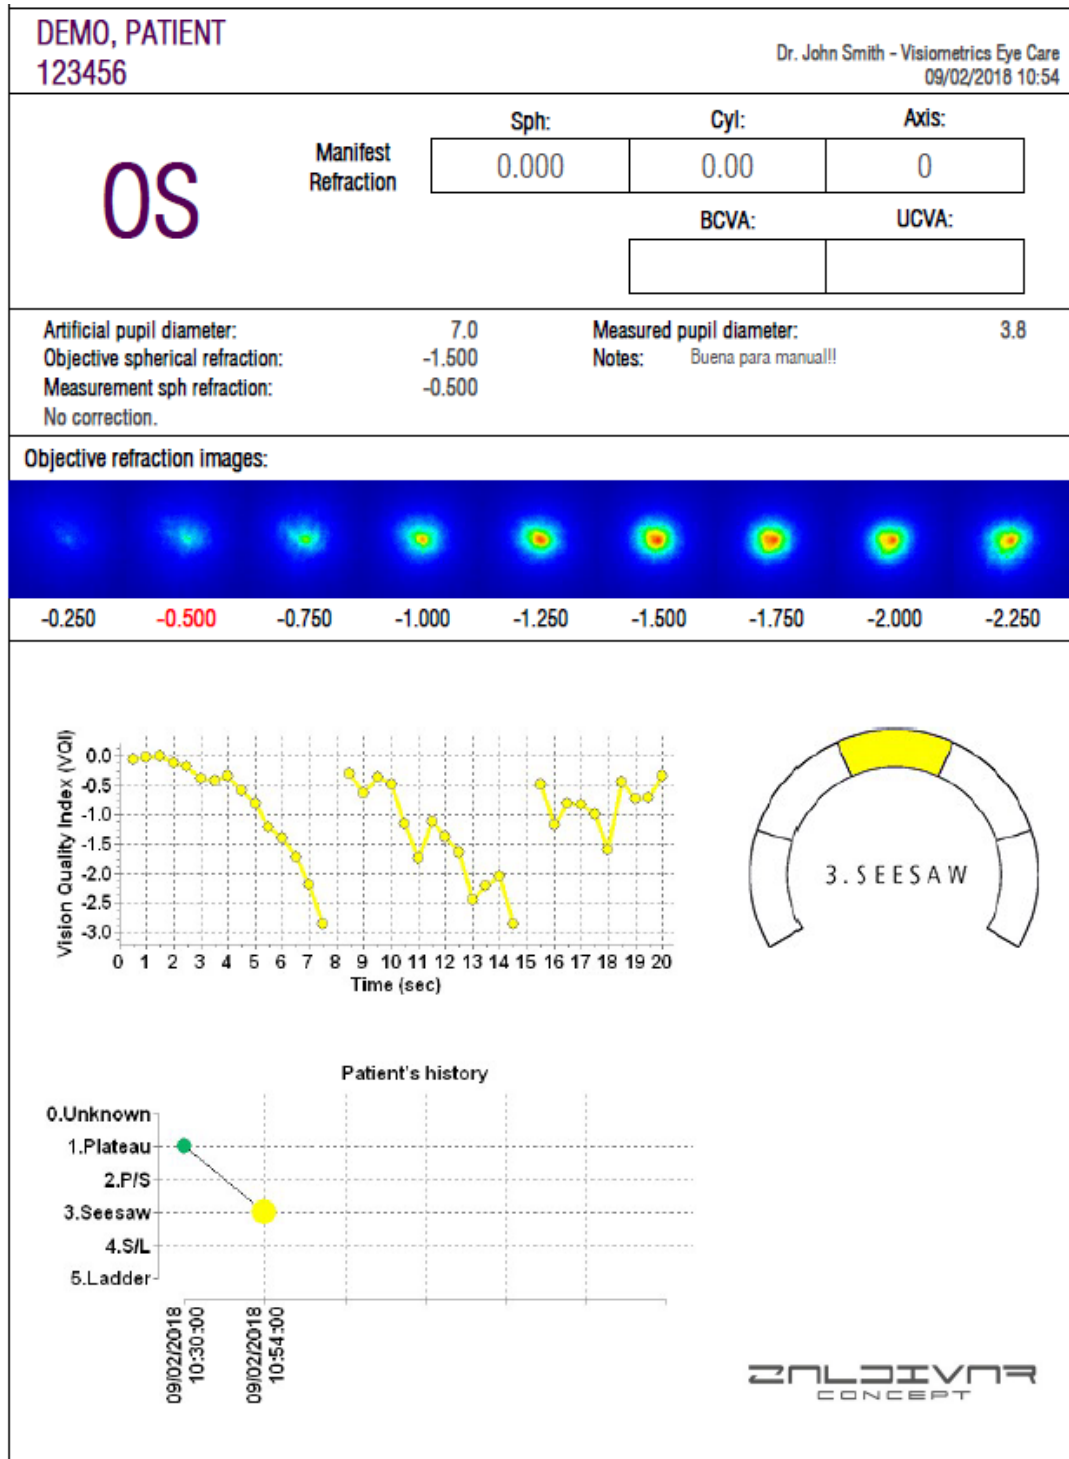 DEMO, PATIENT
123456
Dr. John Smith - Visiometrics Eye Care
09/02/2018 10:54
OS
Manifest
Refraction
Sph: Cyl: Axis:
0.000 0.00 0
BCVA: UCVA:
Artificial pupil diameter: 7.0 Measured pupil diameter: 3.8
Objective spherical refraction: -1.500 Notes: Buena para manual!!
Measurement sph refraction: -0.500
No correction.
Objective refraction images:
-0.250 -0.500 -0.750 -1.000 -1.250 -1.500 -1.750 -2.000 -2.250
Vision Quality Index (VQI)
0.0
-0.5
-1.0
-1.5
-2.0
-2.5
-3.0
0 1 2 3 4 5 6 7 8 9 10 11 12 13 14 15 16 17 18 19 20
Time (sec)
3.SEESAW
Patient's history
0.Unknown
1.Plateau
2.P/S
3.Seesaw
4.S/L
5.Ladder
09/02/2018
10:30:00
09/02/2018
10:54:00
ZALDIVAR
CONCEPT